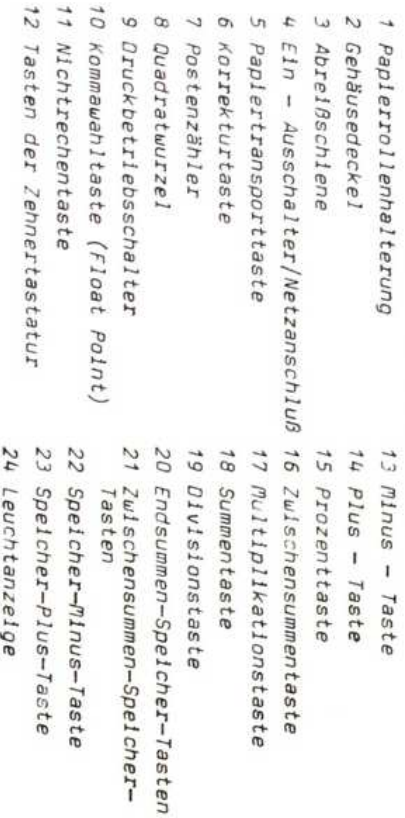 1 Papierrollenhalterung
2 Gehäusedeckel
3 Abreißschiene
4 Ein - Ausschalter/Netzanschluß
5 Papiertransporttaste
6 Korrekturtaste
7 Postenzähler
8 Quadratwurzel
9 Druckbetriebsschalter
10 Kommawahltaste (Float Point)
11 Nichtrechentaste
12 Tasten der Zehnertastatur
13 Minus - Taste
14 Plus - Taste
15 Prozenttaste
16 Zwischensummentaste
17 Multiplikationstaste
18 Summentaste
19 Divisionstaste
20 Endsummen-Speicher-Tasten
21 Zwischensummen-Speicher-
Tasten
22 Speicher-Minus-Taste
23 Speicher-Plus-Taste
24 Leuchtanzeige